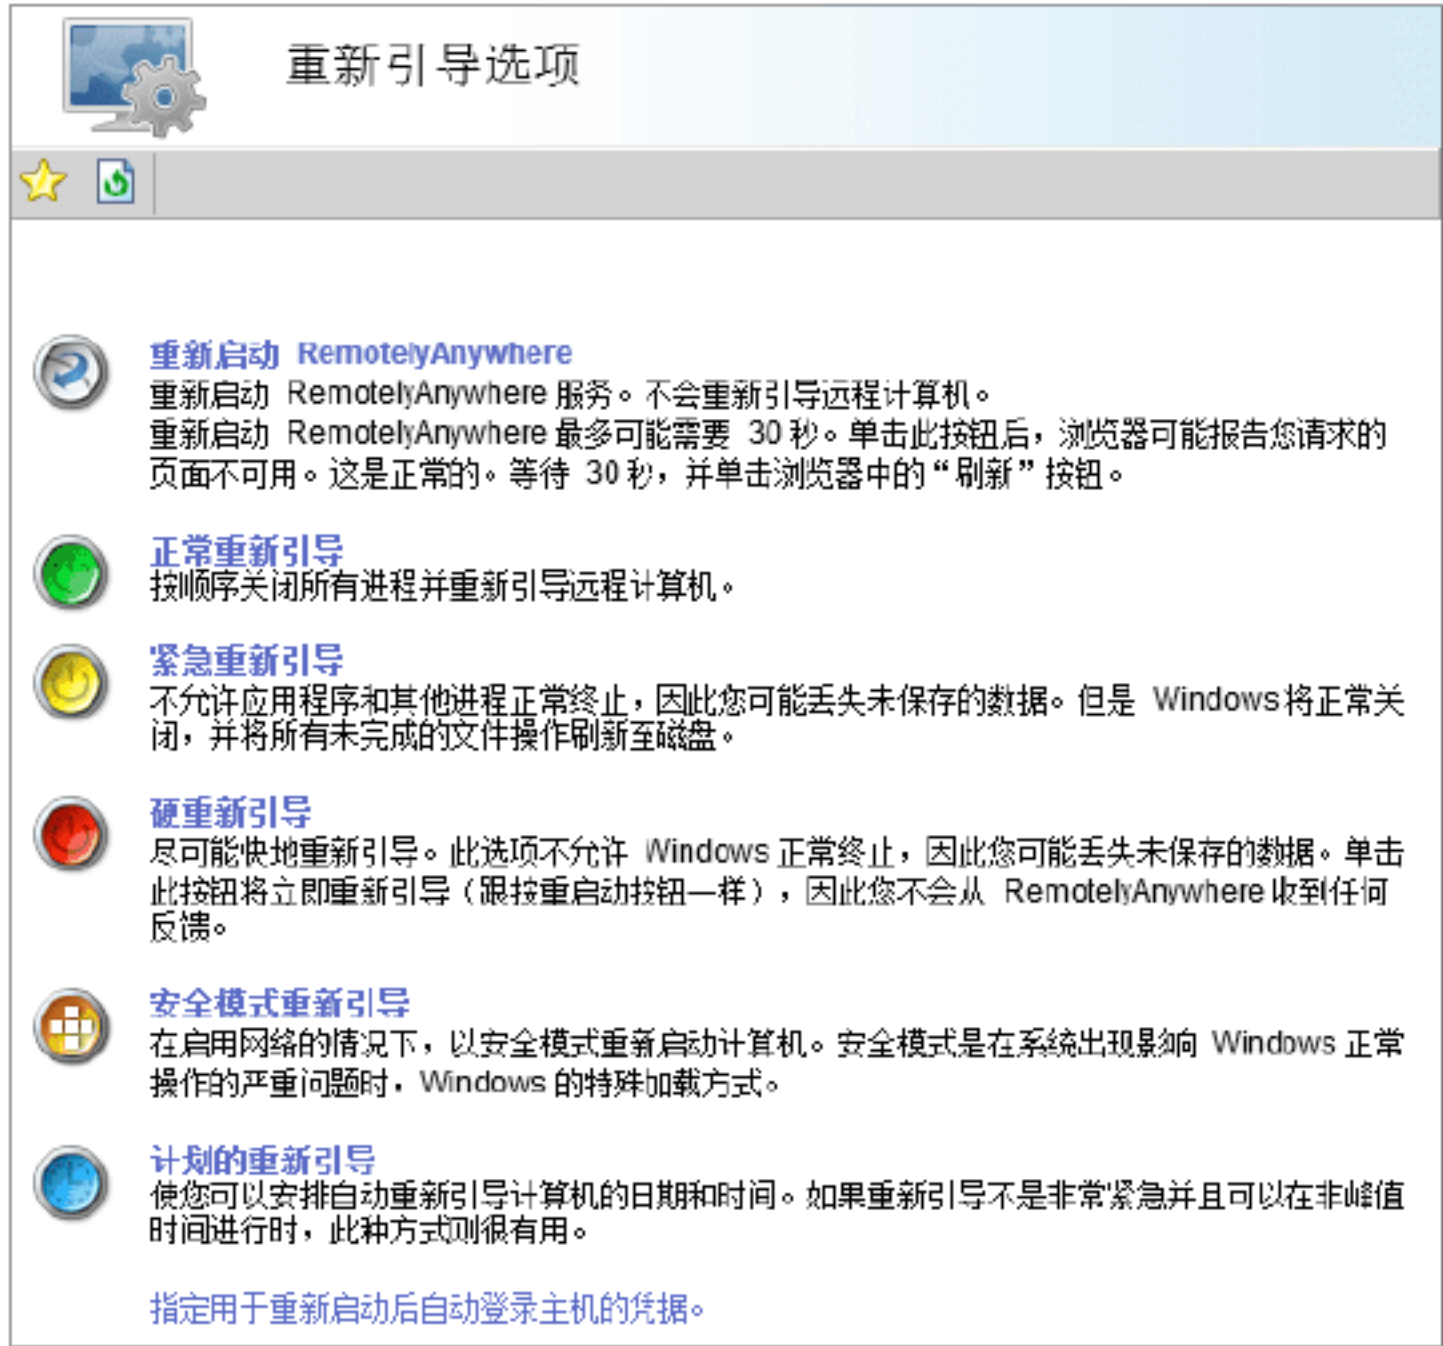 重新引导选项
重新启动 RemotelyAnywhere
重新启动 RemotelyAnywhere 服务。不会重新引导远程计算机。
重新启动 RemotelyAnywhere 最多可能需要 30 秒。单击此按钮后，浏览器可能报告您请求的
页面不可用。这是正常的。等待 30 秒，并单击浏览器中的“刷新”按钮。
正常重新引导
按顺序关闭所有进程并重新引导远程计算机。
紧急重新引导
不允许应用程序和其他进程正常终止，因此您可能丢失未保存的数据。但是 Windows 将正常关
闭，并将所有未完成的文件操作刷新至磁盘。
硬重新引导
尽可能快地重新引导。此选项不允许 Windows 正常终止，因此您可能丢失未保存的数据。单击
此按钮将立即重新引导（跟按重启动按钮一样），因此您不会从 RemotelyAnywhere 收到任何
反馈。
安全模式重新引导
在启用网络的情况下，以安全模式重新启动计算机。安全模式是在系统出现影响 Windows 正常
操作的严重问题时，Windows 的特殊加载方式。
计划的重新引导
使您可以安排自动重新引导计算机的日期和时间。如果重新引导不是非常紧急并且可以在非峰值
时间进行时，此种方式则很有用。
指定用于重新启动后自动登录主机的凭据。